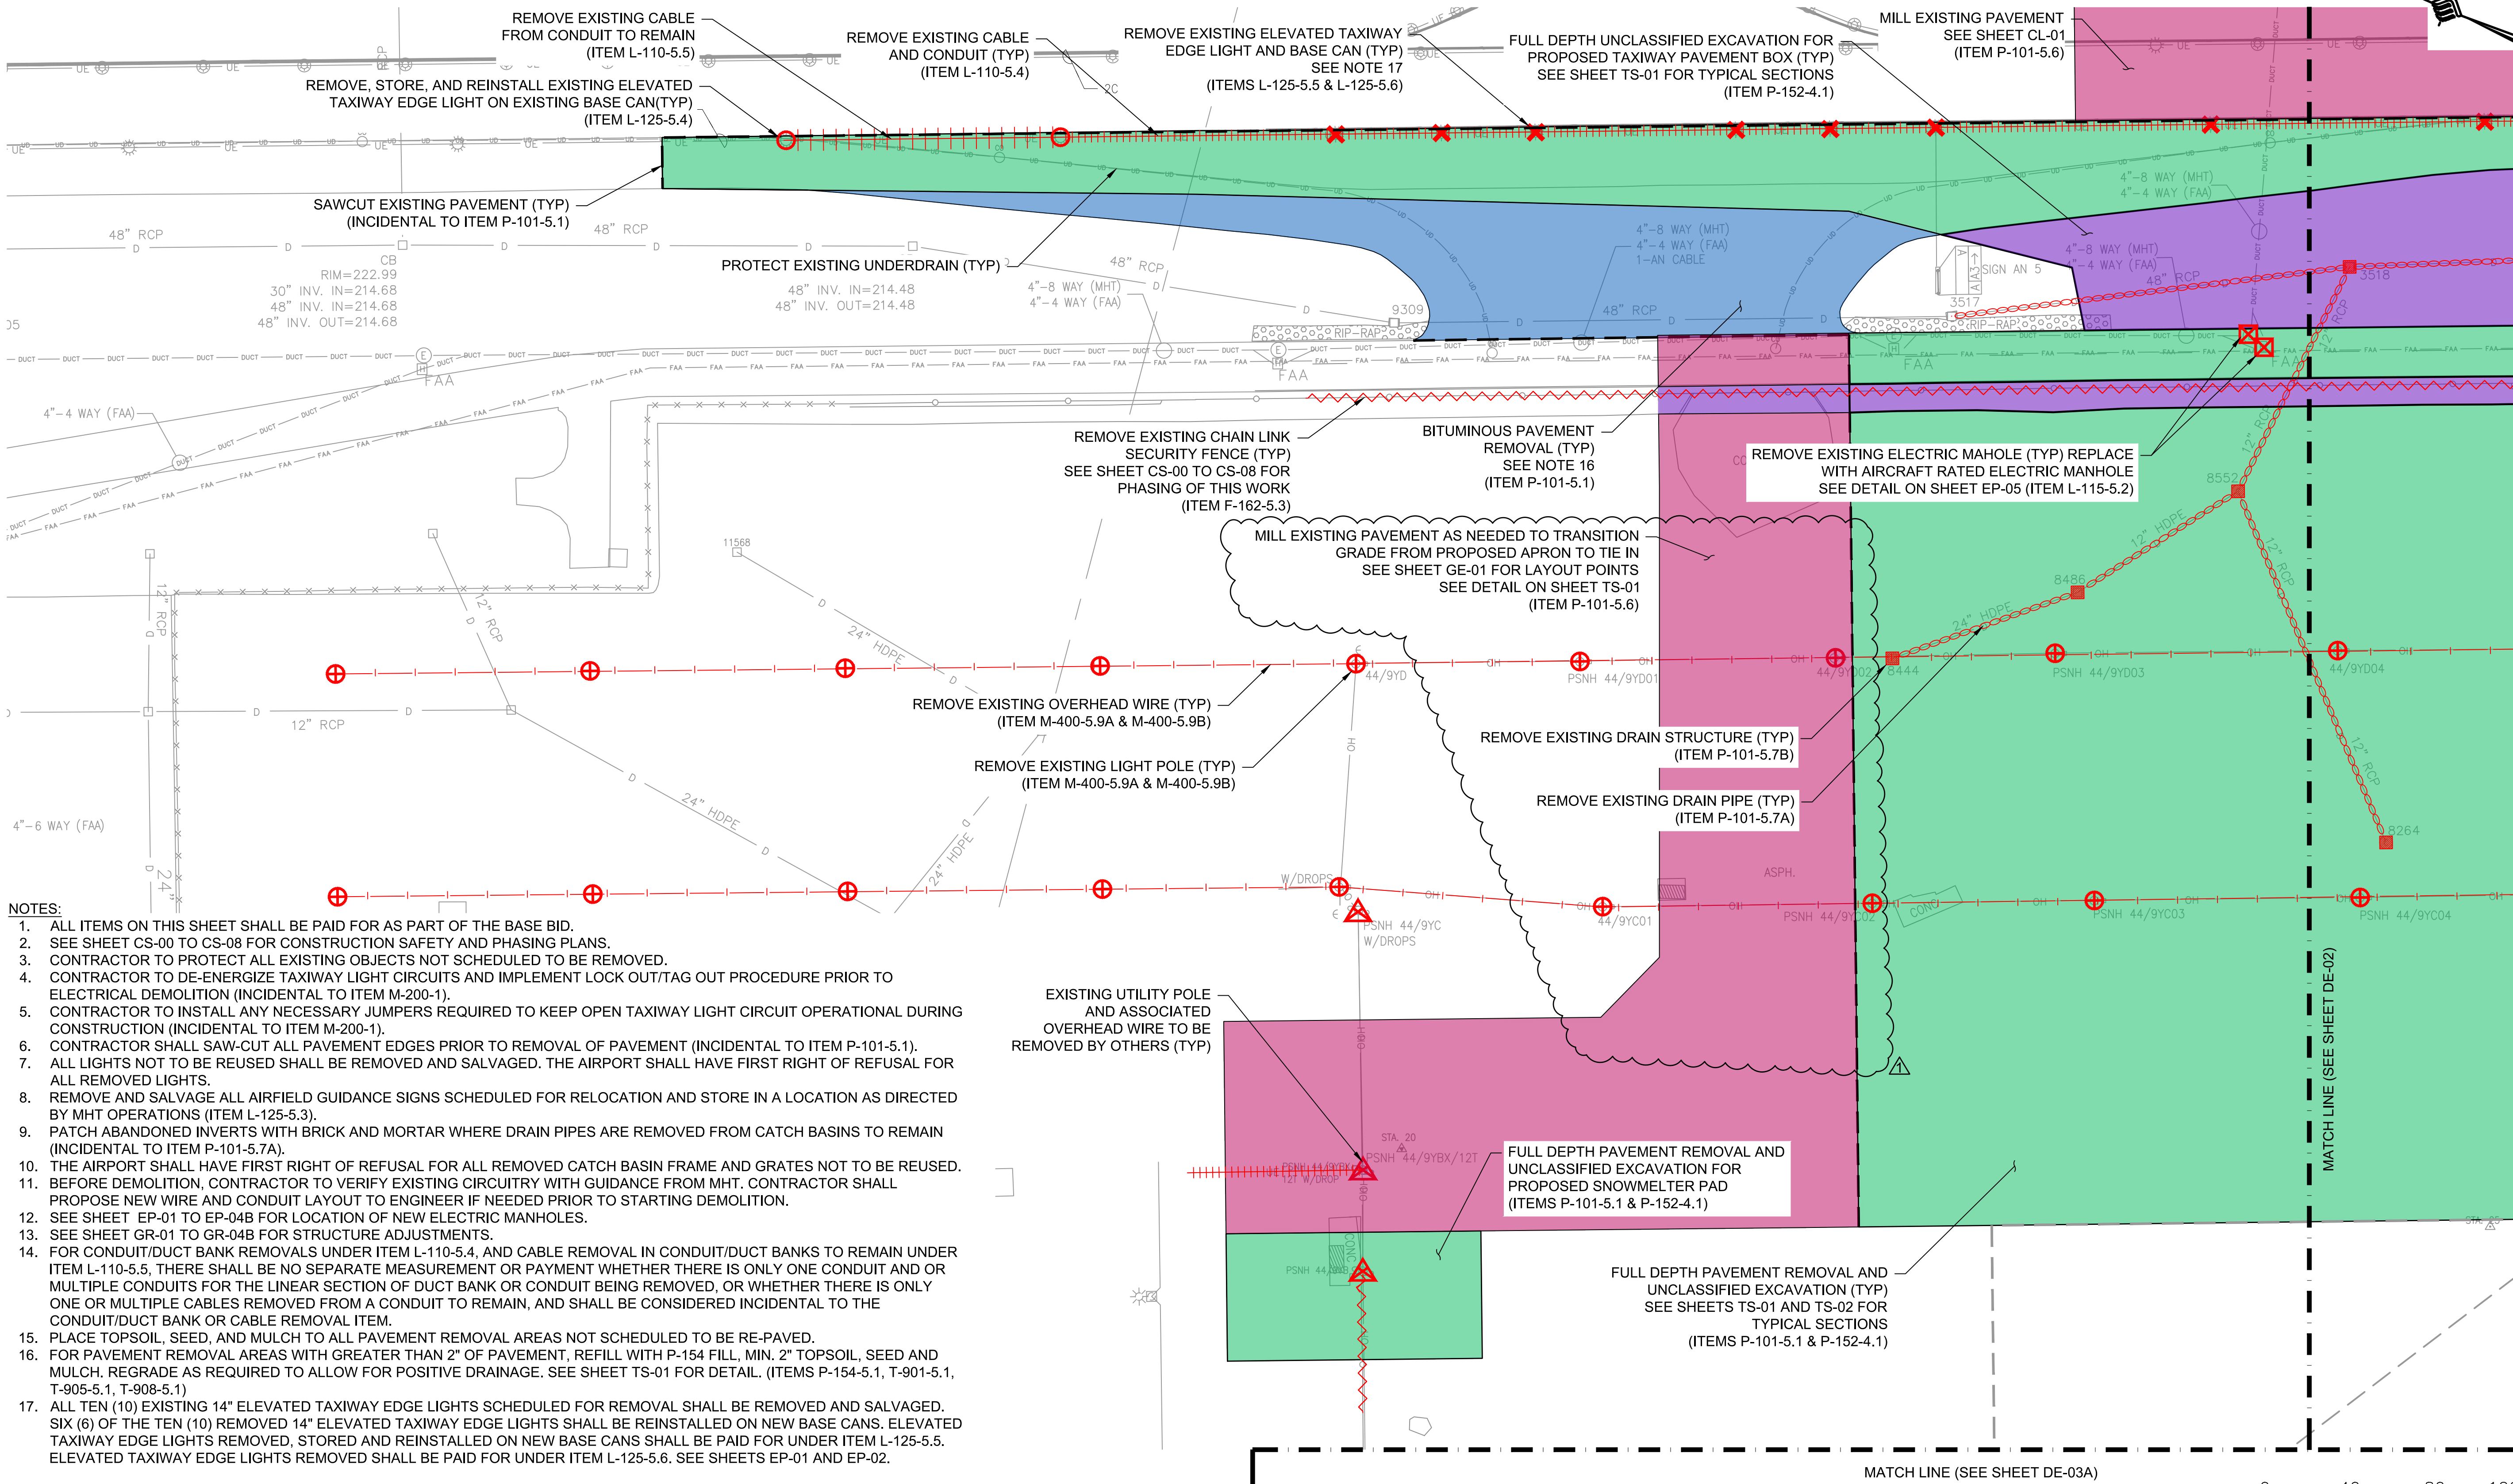 REMOVE EXISTING CABLE
FROM CONDUIT TO REMAIN
(ITEM L-110-5.5)
REMOVE EXISTING CABLE
AND CONDUIT (TYP)
(ITEM L-110-5.4)
REMOVE EXISTING ELEVATED TAXIWAY
EDGE LIGHT AND BASE CAN (TYP)
SEE NOTE 17
(ITEMS L-125-5.5 & L-125-5.6)
FULL DEPTH UNCLASSIFIED EXCAVATION FOR
PROPOSED TAXIWAY PAVEMENT BOX (TYP)
SEE SHEET TS-01 FOR TYPICAL SECTIONS
(ITEM P-152-4.1)
MILL EXISTING PAVEMENT
SEE SHEET CL-01
(ITEM P-101-5.6)
REMOVE, STORE, AND REINSTALL EXISTING ELEVATED
TAXIWAY EDGE LIGHT ON EXISTING BASE CAN(TYP)
(ITEM L-125-5.4)
2C
SAWCUT EXISTING PAVEMENT (TYP)
(INCIDENTAL TO ITEM P-101-5.1)
48" RCP
48" RCP
CB
RIM=222.99
30" INV. IN=214.68
48" INV. IN=214.68
48" INV. OUT=214.68
PROTECT EXISTING UNDERDRAIN (TYP)
48" INV. IN=214.48
48" INV. OUT=214.48
48" RCP
4"-8 WAY (MHT)
4"-4 WAY (FAA)
9309
RIP-RAP
48" RCP
4"-8 WAY (MHT)
4"-4 WAY (FAA)
1-AN CABLE
4"-8 WAY (MHT)
4"-4 WAY (FAA)
4"-8 WAY (MHT)
4"-4 WAY (FAA)
48" RCP
SIGN AN 5
3517
3518
RIP-RAP
12" RCP
FAA
FAA
FAA
FAA
4"-4 WAY (FAA)
REMOVE EXISTING CHAIN LINK
SECURITY FENCE (TYP)
SEE SHEET CS-00 TO CS-08 FOR
PHASING OF THIS WORK
(ITEM F-162-5.3)
BITUMINOUS PAVEMENT
REMOVAL (TYP)
SEE NOTE 16
(ITEM P-101-5.1)
REMOVE EXISTING ELECTRIC MAHOLE (TYP) REPLACE
WITH AIRCRAFT RATED ELECTRIC MANHOLE
SEE DETAIL ON SHEET EP-05 (ITEM L-115-5.2)
MILL EXISTING PAVEMENT AS NEEDED TO TRANSITION
GRADE FROM PROPOSED APRON TO TIE IN
SEE SHEET GE-01 FOR LAYOUT POINTS
SEE DETAIL ON SHEET TS-01
(ITEM P-101-5.6)
12" RCP
8552
12" HDPE
12" RCP
8486
24" HDPE
8444
11568
12" RCP
12" RCP
24" HDPE
44/9YD
PSNH 44/9YD01
44/9YD02
PSNH 44/9YD03
44/9YD04
12" RCP
REMOVE EXISTING OVERHEAD WIRE (TYP)
(ITEM M-400-5.9A & M-400-5.9B)
REMOVE EXISTING LIGHT POLE (TYP)
(ITEM M-400-5.9A & M-400-5.9B)
REMOVE EXISTING DRAIN STRUCTURE (TYP)
(ITEM P-101-5.7B)
REMOVE EXISTING DRAIN PIPE (TYP)
(ITEM P-101-5.7A)
12" RCP
8264
24" HDPE
24" HDPE
4"-6 WAY (FAA)
24"
W/DROPS
ASPH.
PSNH 44/9YC
W/DROPS
44/9YC01
PSNH 44/9YC02
CONC
PSNH 44/9YC03
PSNH 44/9YC04
NOTES:
1. ALL ITEMS ON THIS SHEET SHALL BE PAID FOR AS PART OF THE BASE BID.
2. SEE SHEET CS-00 TO CS-08 FOR CONSTRUCTION SAFETY AND PHASING PLANS.
3. CONTRACTOR TO PROTECT ALL EXISTING OBJECTS NOT SCHEDULED TO BE REMOVED.
4. CONTRACTOR TO DE-ENERGIZE TAXIWAY LIGHT CIRCUITS AND IMPLEMENT LOCK OUT/TAG OUT PROCEDURE PRIOR TO
ELECTRICAL DEMOLITION (INCIDENTAL TO ITEM M-200-1).
5. CONTRACTOR TO INSTALL ANY NECESSARY JUMPERS REQUIRED TO KEEP OPEN TAXIWAY LIGHT CIRCUIT OPERATIONAL DURING
CONSTRUCTION (INCIDENTAL TO ITEM M-200-1).
6. CONTRACTOR SHALL SAW-CUT ALL PAVEMENT EDGES PRIOR TO REMOVAL OF PAVEMENT (INCIDENTAL TO ITEM P-101-5.1).
7. ALL LIGHTS NOT TO BE REUSED SHALL BE REMOVED AND SALVAGED. THE AIRPORT SHALL HAVE FIRST RIGHT OF REFUSAL FOR
ALL REMOVED LIGHTS.
8. REMOVE AND SALVAGE ALL AIRFIELD GUIDANCE SIGNS SCHEDULED FOR RELOCATION AND STORE IN A LOCATION AS DIRECTED
BY MHT OPERATIONS (ITEM L-125-5.3).
9. PATCH ABANDONED INVERTS WITH BRICK AND MORTAR WHERE DRAIN PIPES ARE REMOVED FROM CATCH BASINS TO REMAIN
(INCIDENTAL TO ITEM P-101-5.7A).
10. THE AIRPORT SHALL HAVE FIRST RIGHT OF REFUSAL FOR ALL REMOVED CATCH BASIN FRAME AND GRATES NOT TO BE REUSED.
11. BEFORE DEMOLITION, CONTRACTOR TO VERIFY EXISTING CIRCUITRY WITH GUIDANCE FROM MHT. CONTRACTOR SHALL
PROPOSE NEW WIRE AND CONDUIT LAYOUT TO ENGINEER IF NEEDED PRIOR TO STARTING DEMOLITION.
12. SEE SHEET EP-01 TO EP-04B FOR LOCATION OF NEW ELECTRIC MANHOLES.
13. SEE SHEET GR-01 TO GR-04B FOR STRUCTURE ADJUSTMENTS.
14. FOR CONDUIT/DUCT BANK REMOVALS UNDER ITEM L-110-5.4, AND CABLE REMOVAL IN CONDUIT/DUCT BANKS TO REMAIN UNDER
ITEM L-110-5.5, THERE SHALL BE NO SEPARATE MEASUREMENT OR PAYMENT WHETHER THERE IS ONLY ONE CONDUIT AND OR
MULTIPLE CONDUITS FOR THE LINEAR SECTION OF DUCT BANK OR CONDUIT BEING REMOVED, OR WHETHER THERE IS ONLY
ONE OR MULTIPLE CABLES REMOVED FROM A CONDUIT TO REMAIN, AND SHALL BE CONSIDERED INCIDENTAL TO THE
CONDUIT/DUCT BANK OR CABLE REMOVAL ITEM.
15. PLACE TOPSOIL, SEED, AND MULCH TO ALL PAVEMENT REMOVAL AREAS NOT SCHEDULED TO BE RE-PAVED.
16. FOR PAVEMENT REMOVAL AREAS WITH GREATER THAN 2" OF PAVEMENT, REFILL WITH P-154 FILL, MIN. 2" TOPSOIL, SEED AND
MULCH. REGRADE AS REQUIRED TO ALLOW FOR POSITIVE DRAINAGE. SEE SHEET TS-01 FOR DETAIL. (ITEMS P-154-5.1, T-901-5.1,
T-905-5.1, T-908-5.1)
17. ALL TEN (10) EXISTING 14" ELEVATED TAXIWAY EDGE LIGHTS SCHEDULED FOR REMOVAL SHALL BE REMOVED AND SALVAGED.
SIX (6) OF THE TEN (10) REMOVED 14" ELEVATED TAXIWAY EDGE LIGHTS SHALL BE REINSTALLED ON NEW BASE CANS. ELEVATED
TAXIWAY EDGE LIGHTS REMOVED, STORED AND REINSTALLED ON NEW BASE CANS SHALL BE PAID FOR UNDER ITEM L-125-5.5.
ELEVATED TAXIWAY EDGE LIGHTS REMOVED SHALL BE PAID FOR UNDER ITEM L-125-5.6. SEE SHEETS EP-01 AND EP-02.
EXISTING UTILITY POLE
AND ASSOCIATED
OVERHEAD WIRE TO BE
REMOVED BY OTHERS (TYP)
1
STA. 20
PSNH 44/9YBX/12T
12T W/DROP
CONC
FULL DEPTH PAVEMENT REMOVAL AND
UNCLASSIFIED EXCAVATION FOR
PROPOSED SNOWMELTER PAD
(ITEMS P-101-5.1 & P-152-4.1)
FULL DEPTH PAVEMENT REMOVAL AND
UNCLASSIFIED EXCAVATION (TYP)
SEE SHEETS TS-01 AND TS-02 FOR
TYPICAL SECTIONS
(ITEMS P-101-5.1 & P-152-4.1)
STA. 25
MATCH LINE (SEE SHEET DE-02)
MATCH LINE (SEE SHEET DE-03A)